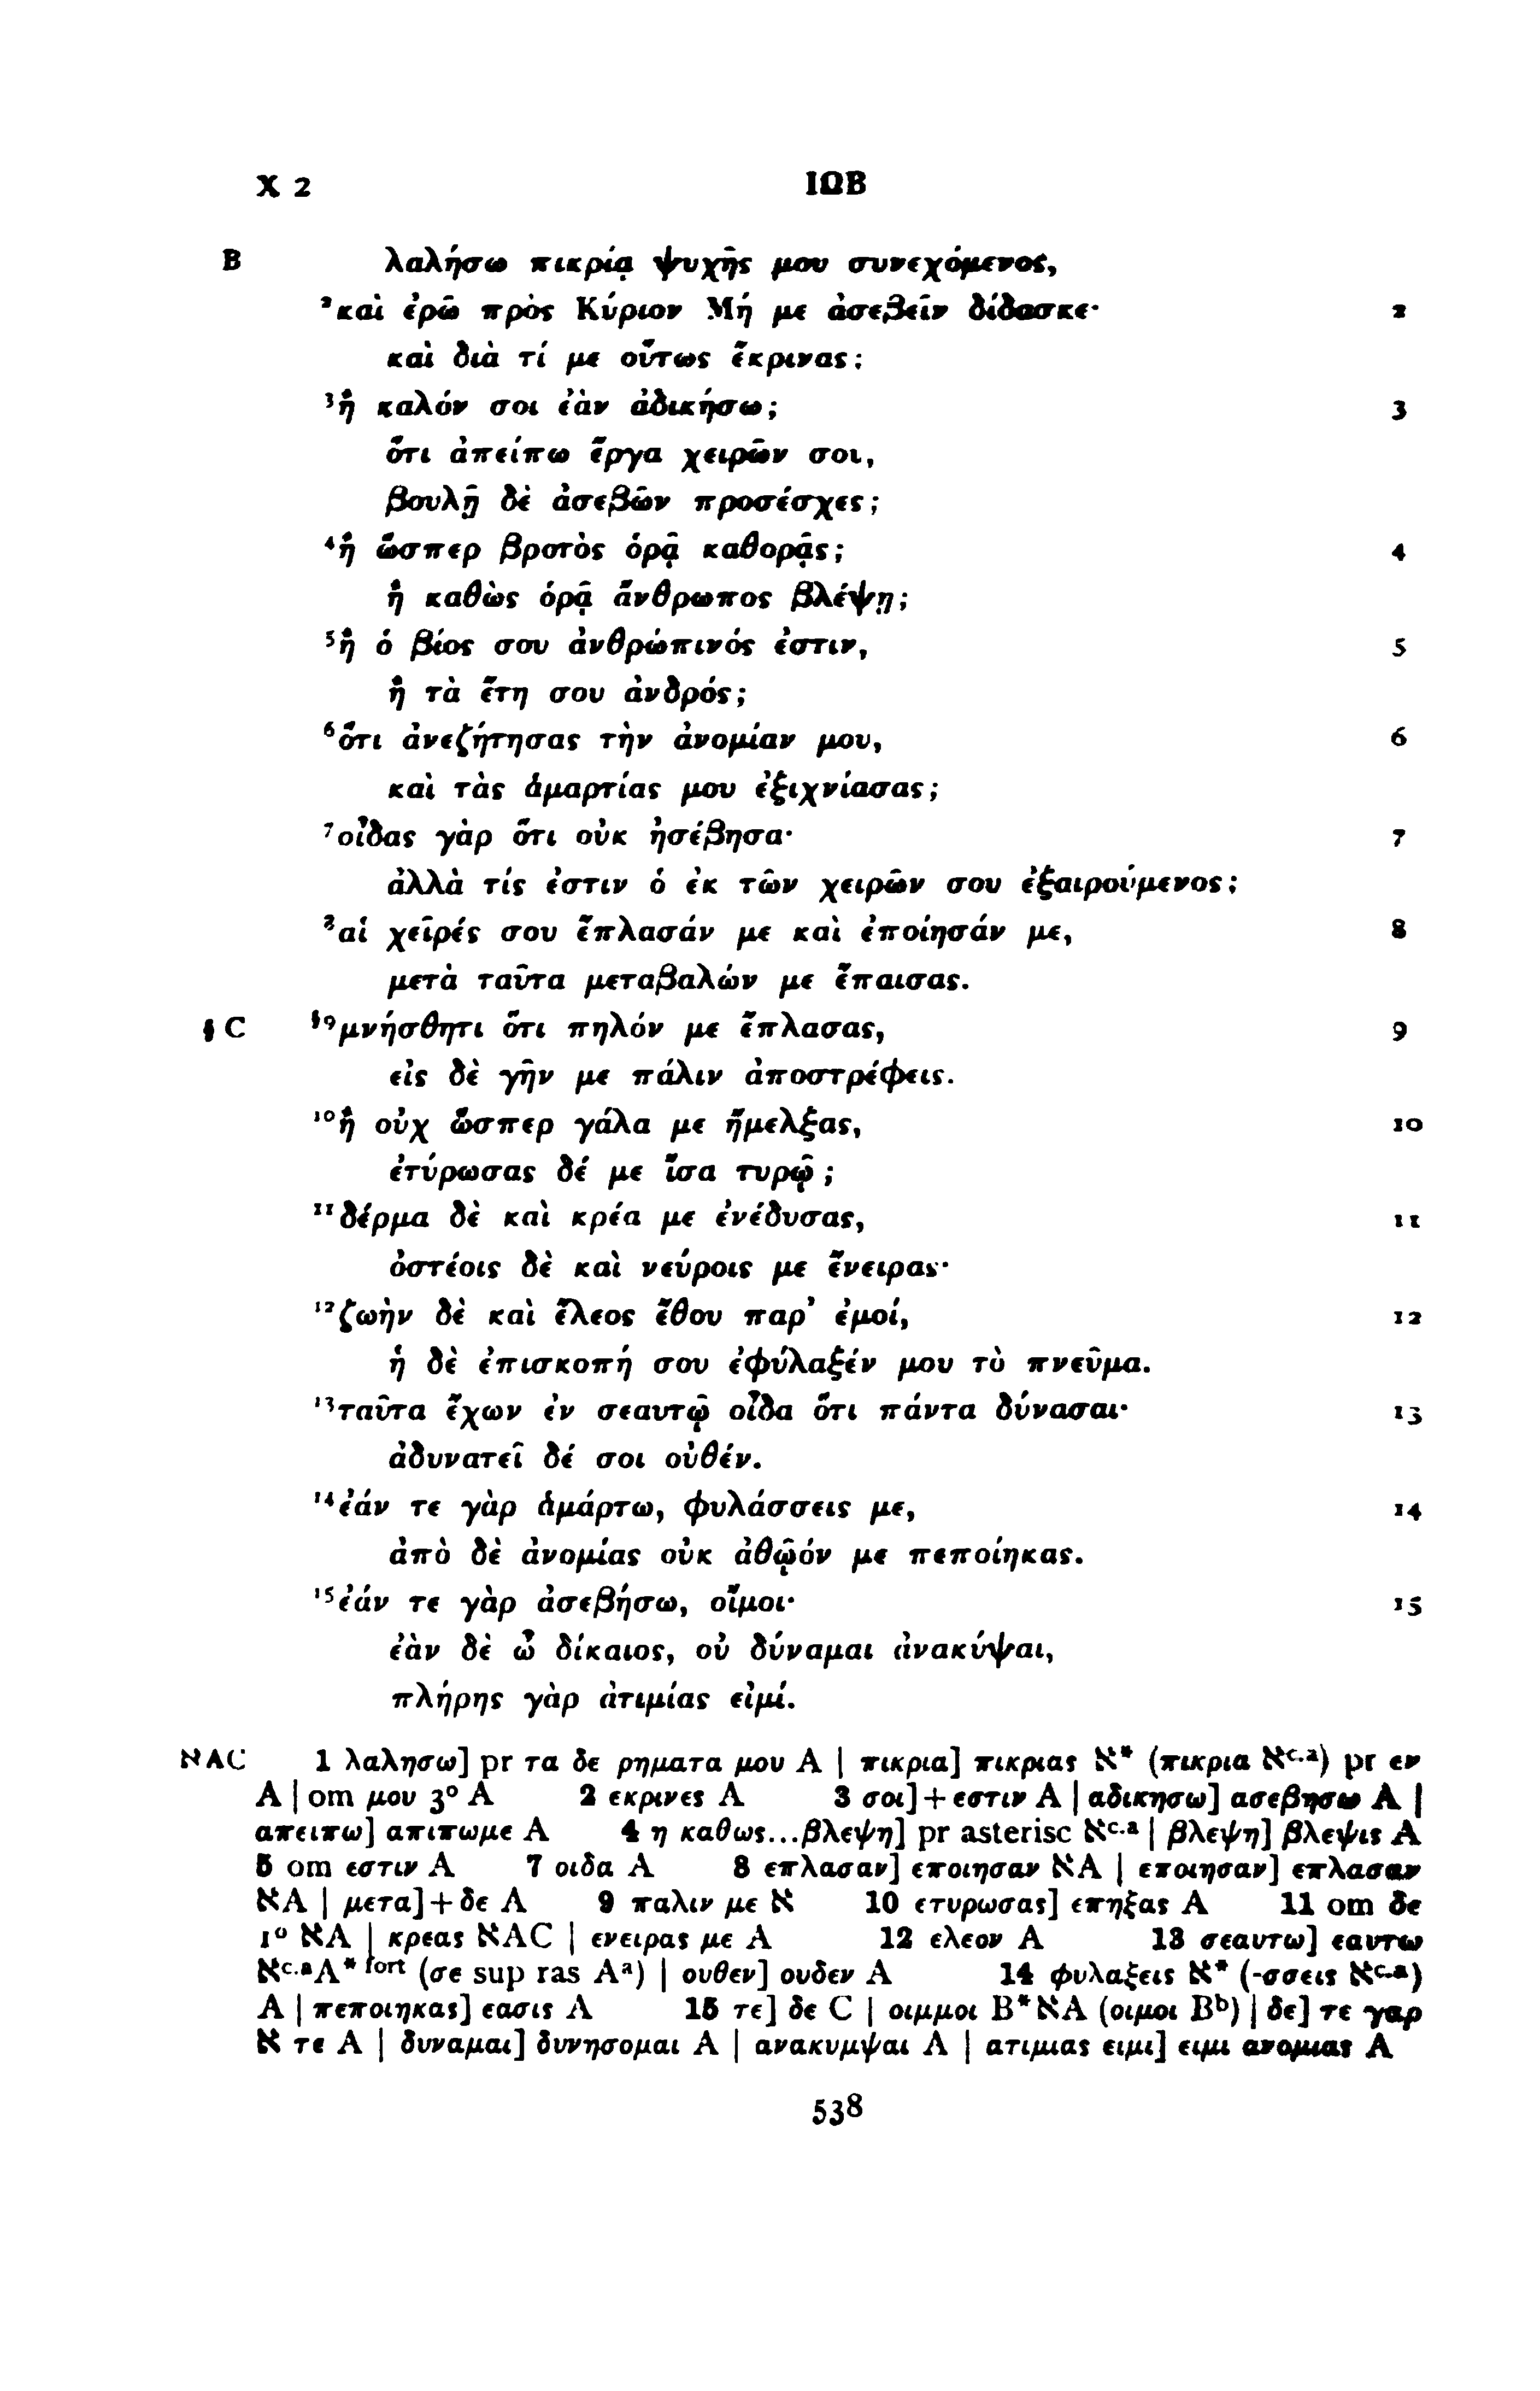 X 2 ΙΩΒ
B λαλήσω πικρίᾳ ψυχῆς μου συνεχόμενος,
²καὶ ἐρῶ πρὸς Κύριον Μή με ἀσεβεῖν δίδασκε· 2
καὶ διὰ τί με οὕτως ἔκρινας;
³ἢ καλόν σοι ἐὰν ἀδικήσω; 3
ὅτι ἀπείπω ἔργα χειρῶν σοι,
βουλῇ δὲ ἀσεβῶν προσέσχες;
⁴ἢ ὥσπερ βροτὸς ὁρᾷ καθορᾷς; 4
ἢ καθὼς ὁρᾷ ἄνθρωπος βλέψῃ;
⁵ἢ ὁ βίος σου ἀνθρώπινός ἐστιν, 5
ἢ τὰ ἔτη σου ἀνδρός;
⁶ὅτι ἀνεζήτησας τὴν ἀνομίαν μου, 6
καὶ τὰς ἁμαρτίας μου ἐξιχνίασας;
⁷οἶδας γὰρ ὅτι οὐκ ἠσέβησα· 7
ἀλλὰ τίς ἐστιν ὁ ἐκ τῶν χειρῶν σου ἐξαιρούμενος;
⁸αἱ χεῖρές σου ἔπλασάν με καὶ ἐποίησάν με, 8
μετὰ ταῦτα μεταβαλών με ἔπαισας.
§ C §⁹μνήσθητι ὅτι πηλόν με ἔπλασας, 9
εἰς δὲ γῆν με πάλιν ἀποστρέφεις.
¹⁰ἢ οὐχ ὥσπερ γάλα με ἤμελξας, 10
ἐτύρωσας δέ με ἴσα τυρῷ;
¹¹δέρμα δὲ καὶ κρέα με ἐνέδυσας, 11
ὀστέοις δὲ καὶ νεύροις με ἔνειρας·
¹²ζωὴν δὲ καὶ ἔλεος ἔθου παρ’ ἐμοί, 12
ἡ δὲ ἐπισκοπή σου ἐφύλαξέν μου τὸ πνεῦμα.
¹³ταῦτα ἔχων ἐν σεαυτῷ οἶδα ὅτι πάντα δύνασαι· 13
ἀδυνατεῖ δέ σοι οὐθέν.
¹⁴ἐάν τε γὰρ ἁμάρτω, φυλάσσεις με, 14
ἀπὸ δὲ ἀνομίας οὐκ ἀθῷόν με πεποίηκας.
¹⁵ἐάν τε γὰρ ἀσεβήσω, οἴμοι· 15
ἐὰν δὲ ὦ δίκαιος, οὐ δύναμαι ἀνακύψαι,
πλήρης γὰρ ἀτιμίας εἰμί.
אAC 1 λαλησω] pr τα δε ρηματα μου A | πικρια] πικριας א* (πικρια אᶜ·ᵃ) pr εν
A | om μου 3° A 2 εκρινες A 3 σοι]+εστιν A | αδικησω] ασεβησω A |
απειπω] απιπωμε A 4 η καθως...βλεψη] pr asterisc אᶜ·ᵃ | βλεψη] βλεψις A
5 om εστιν A 7 οιδα A 8 επλασαν] εποιησαν אA | εποιησαν] επλασαν
אA | μετα]+δε A 9 παλιν με א 10 ετυρωσας] επηξας A 11 om δε
1° אA | κρεας אAC | ενειρας με A 12 ελεον A 13 σεαυτω] εαυτω
אᶜ·ᵃA* ᶠᵒʳᵗ (σε sup ras Aᵃ) | ουθεν] ουδεν A 14 φυλαξεις א* (-σσεις אᶜ·ᵃ)
A | πεποιηκας] εασις A 15 τε] δε C | οιμμοι B*אA (οιμοι Bᵇ) | δε] τε γαρ
א τε A | δυναμαι] δυνησομαι A | ανακυμψαι A | ατιμιας ειμι] ειμι ανομιας A
538